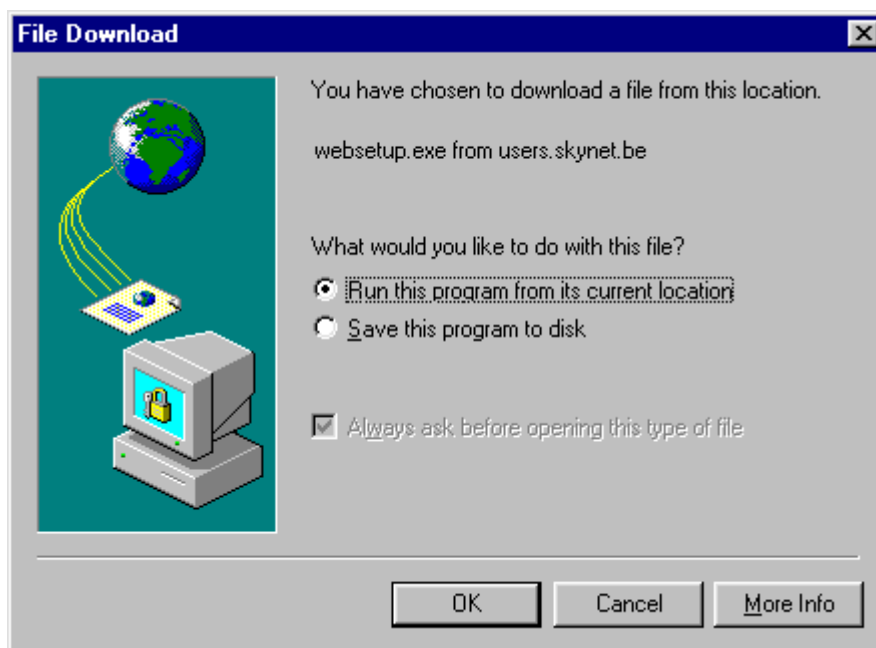 File Download
You have chosen to download a file from this location.
websetup.exe from users.skynet.be
What would you like to do with this file?
Run this program from its current location
Save this program to disk
Always ask before opening this type of file
OK
Cancel
More Info